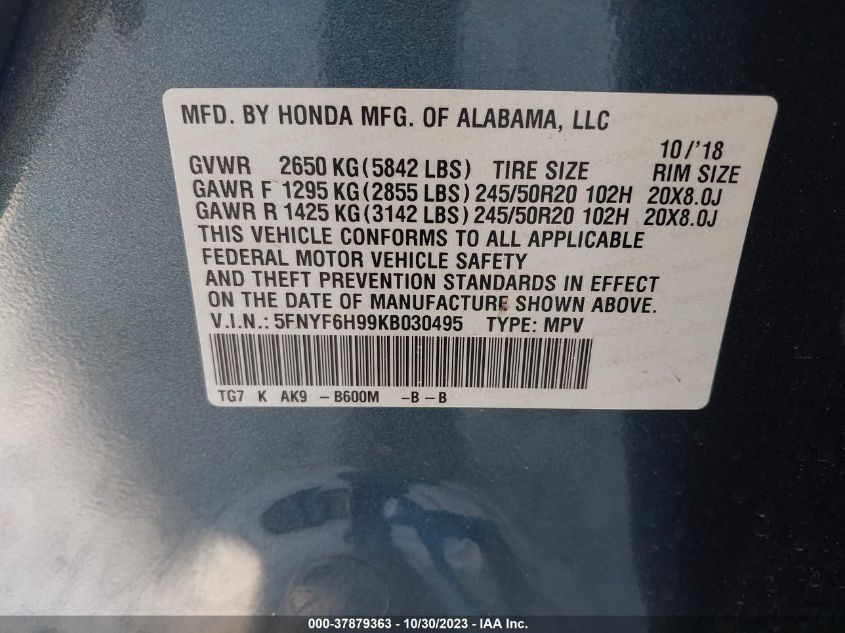 MFD. BY HONDA MFG. OF ALABAMA, LLC
10/'18
GVWR 2650 KG(5842 LBS) TIRE SIZE RIM SIZE
GAWR F 1295 KG(2855 LBS) 245/50R20 102H 20X8.0J
GAWR R 1425 KG(3142 LBS) 245/50R20 102H 20X8.0J
THIS VEHICLE CONFORMS TO ALL APPLICABLE
FEDERAL MOTOR VEHICLE SAFETY
AND THEFT PREVENTION STANDARDS IN EFFECT
ON THE DATE OF MANUFACTURE SHOWN ABOVE.
V.I.N.: 5FNYF6H99KB030495 TYPE: MPV
TG7 K AK9 -B600M -B-B
000-37879363 | 10/30/2023 | IAA Inc.